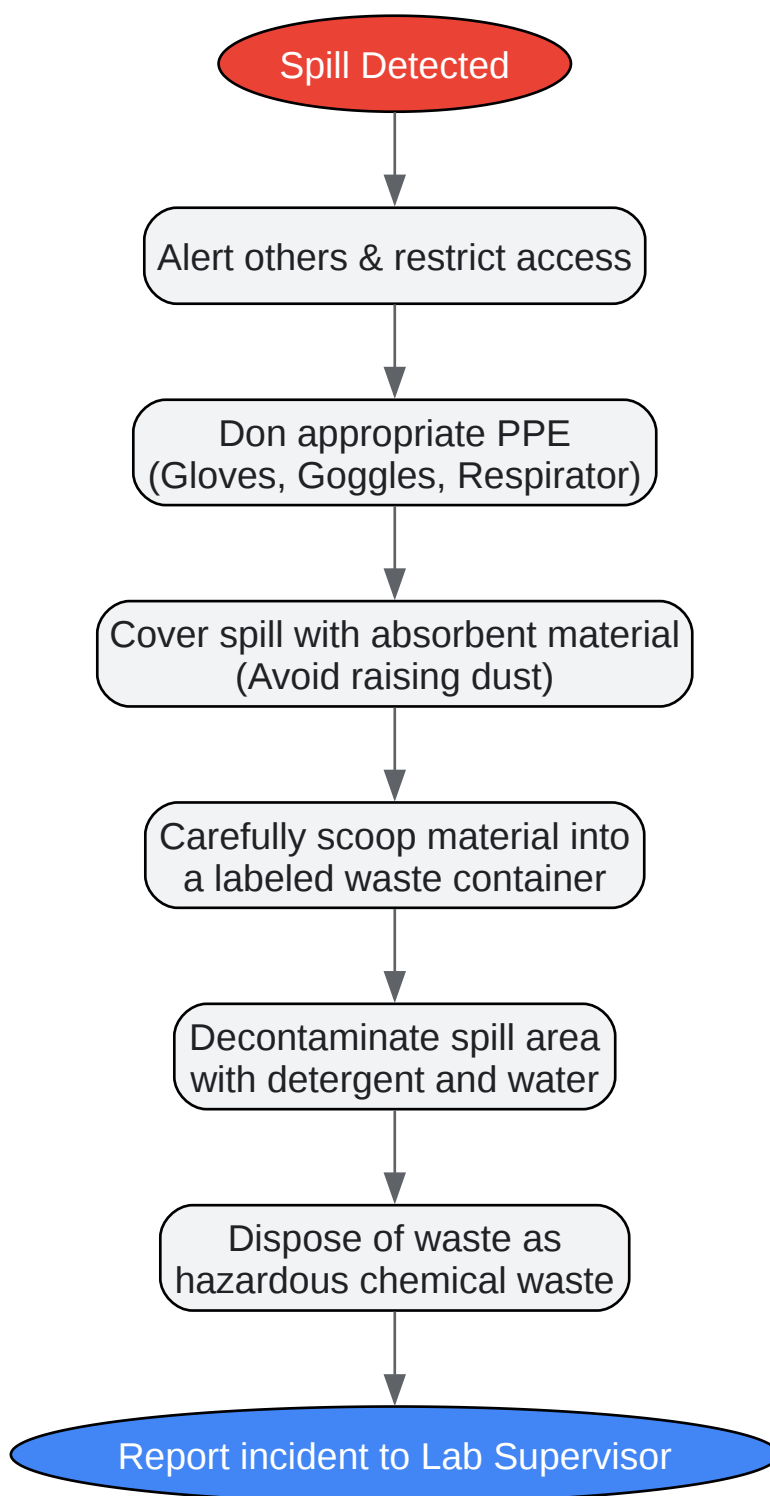 Spill Detected
Alert others & restrict access
Don appropriate PPE
(Gloves, Goggles, Respirator)
Cover spill with absorbent material
(Avoid raising dust)
Carefully scoop material into
a labeled waste container
Decontaminate spill area
with detergent and water
Dispose of waste as
hazardous chemical waste
Report incident to Lab Supervisor